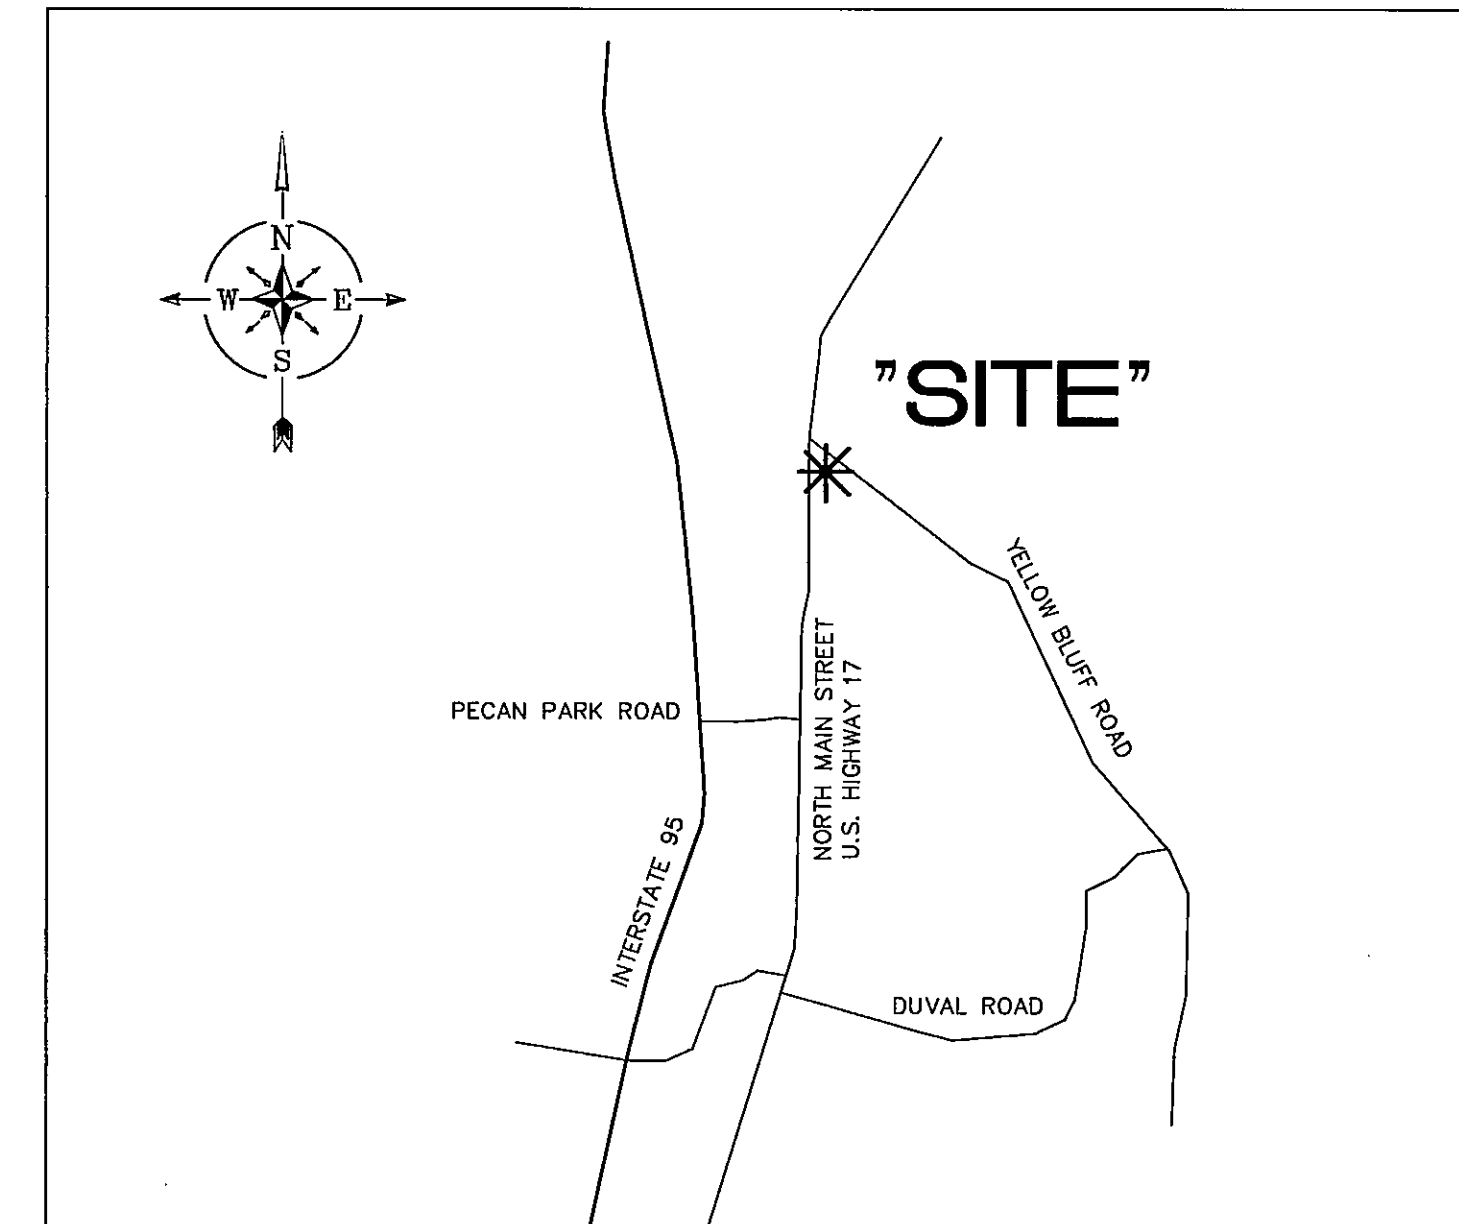 N
W E
S
"SITE"
YELLOW BLUFF ROAD
PECAN PARK ROAD
NORTH MAIN STREET
U.S. HIGHWAY 17
INTERSTATE 95
DUVAL ROAD